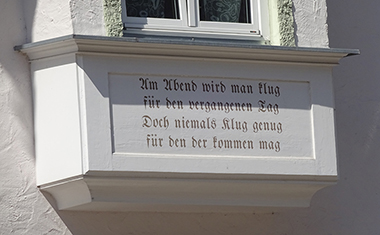 Am Abend wird man klug
für den vergangenen Tag
Doch niemals Klug genug
für den der kommen mag